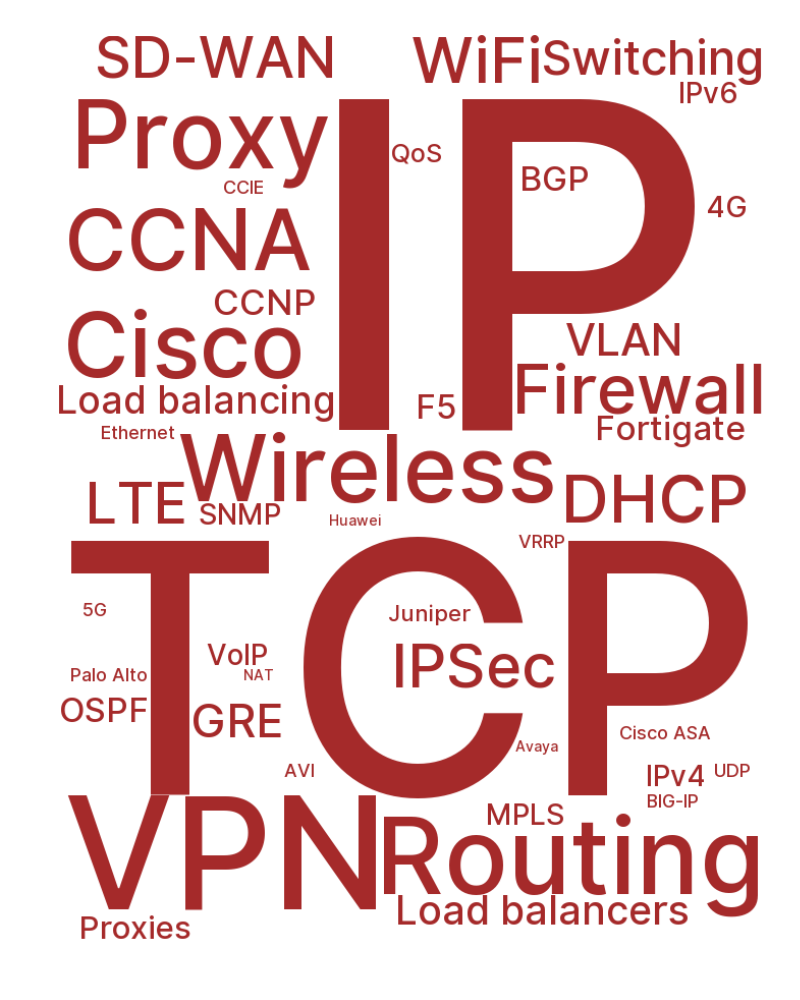 SD-WAN
WiFi
Switching
IPv6
Proxy
IP
QoS
BGP
CCIE
4G
CCNA
CCNP
Cisco
VLAN
Firewall
Load balancing
F5
Fortigate
Ethernet
Wireless
LTE
SNMP
DHCP
Huawei
VRRP
TCP
5G
Juniper
VoIP
IPSec
Palo Alto
NAT
OSPF
GRE
Cisco ASA
Avaya
AVI
IPv4
UDP
BIG-IP
VPN
MPLS
Routing
Load balancers
Proxies